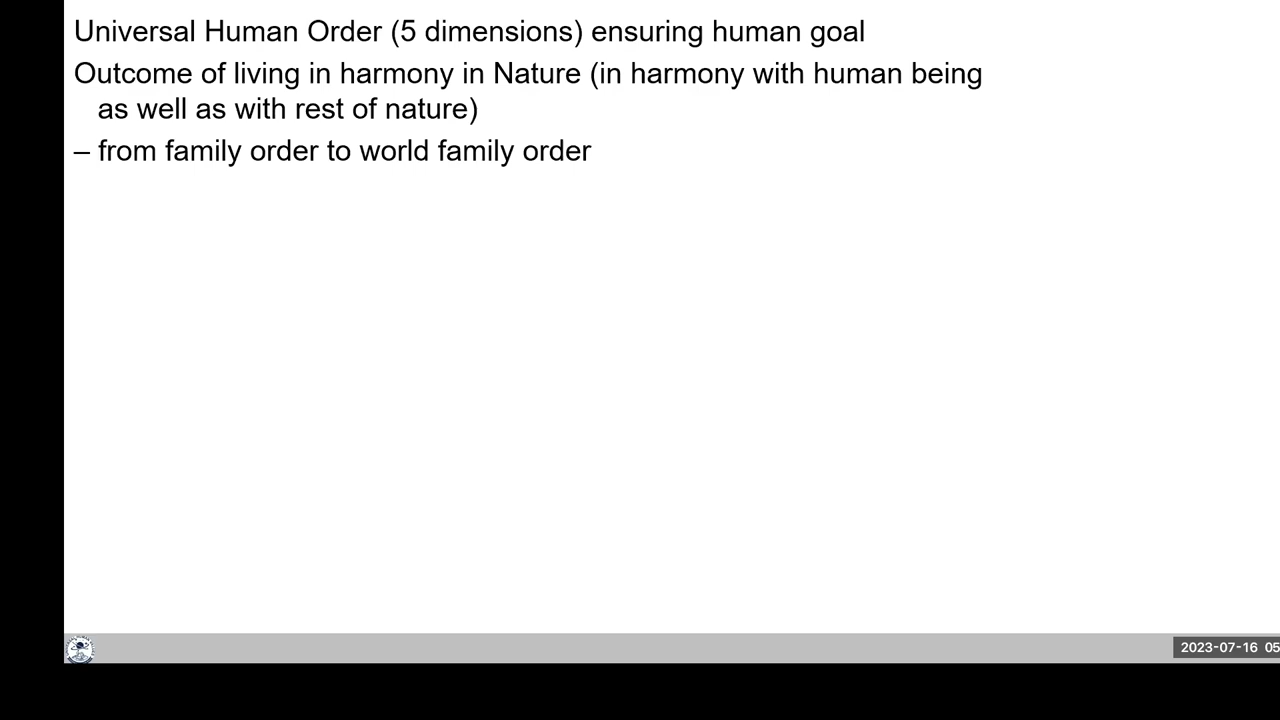 Universal Human Order (5 dimensions) ensuring human goal
Outcome of living in harmony in Nature (in harmony with human being
as well as with rest of nature)
– from family order to world family order
2023-07-16 05